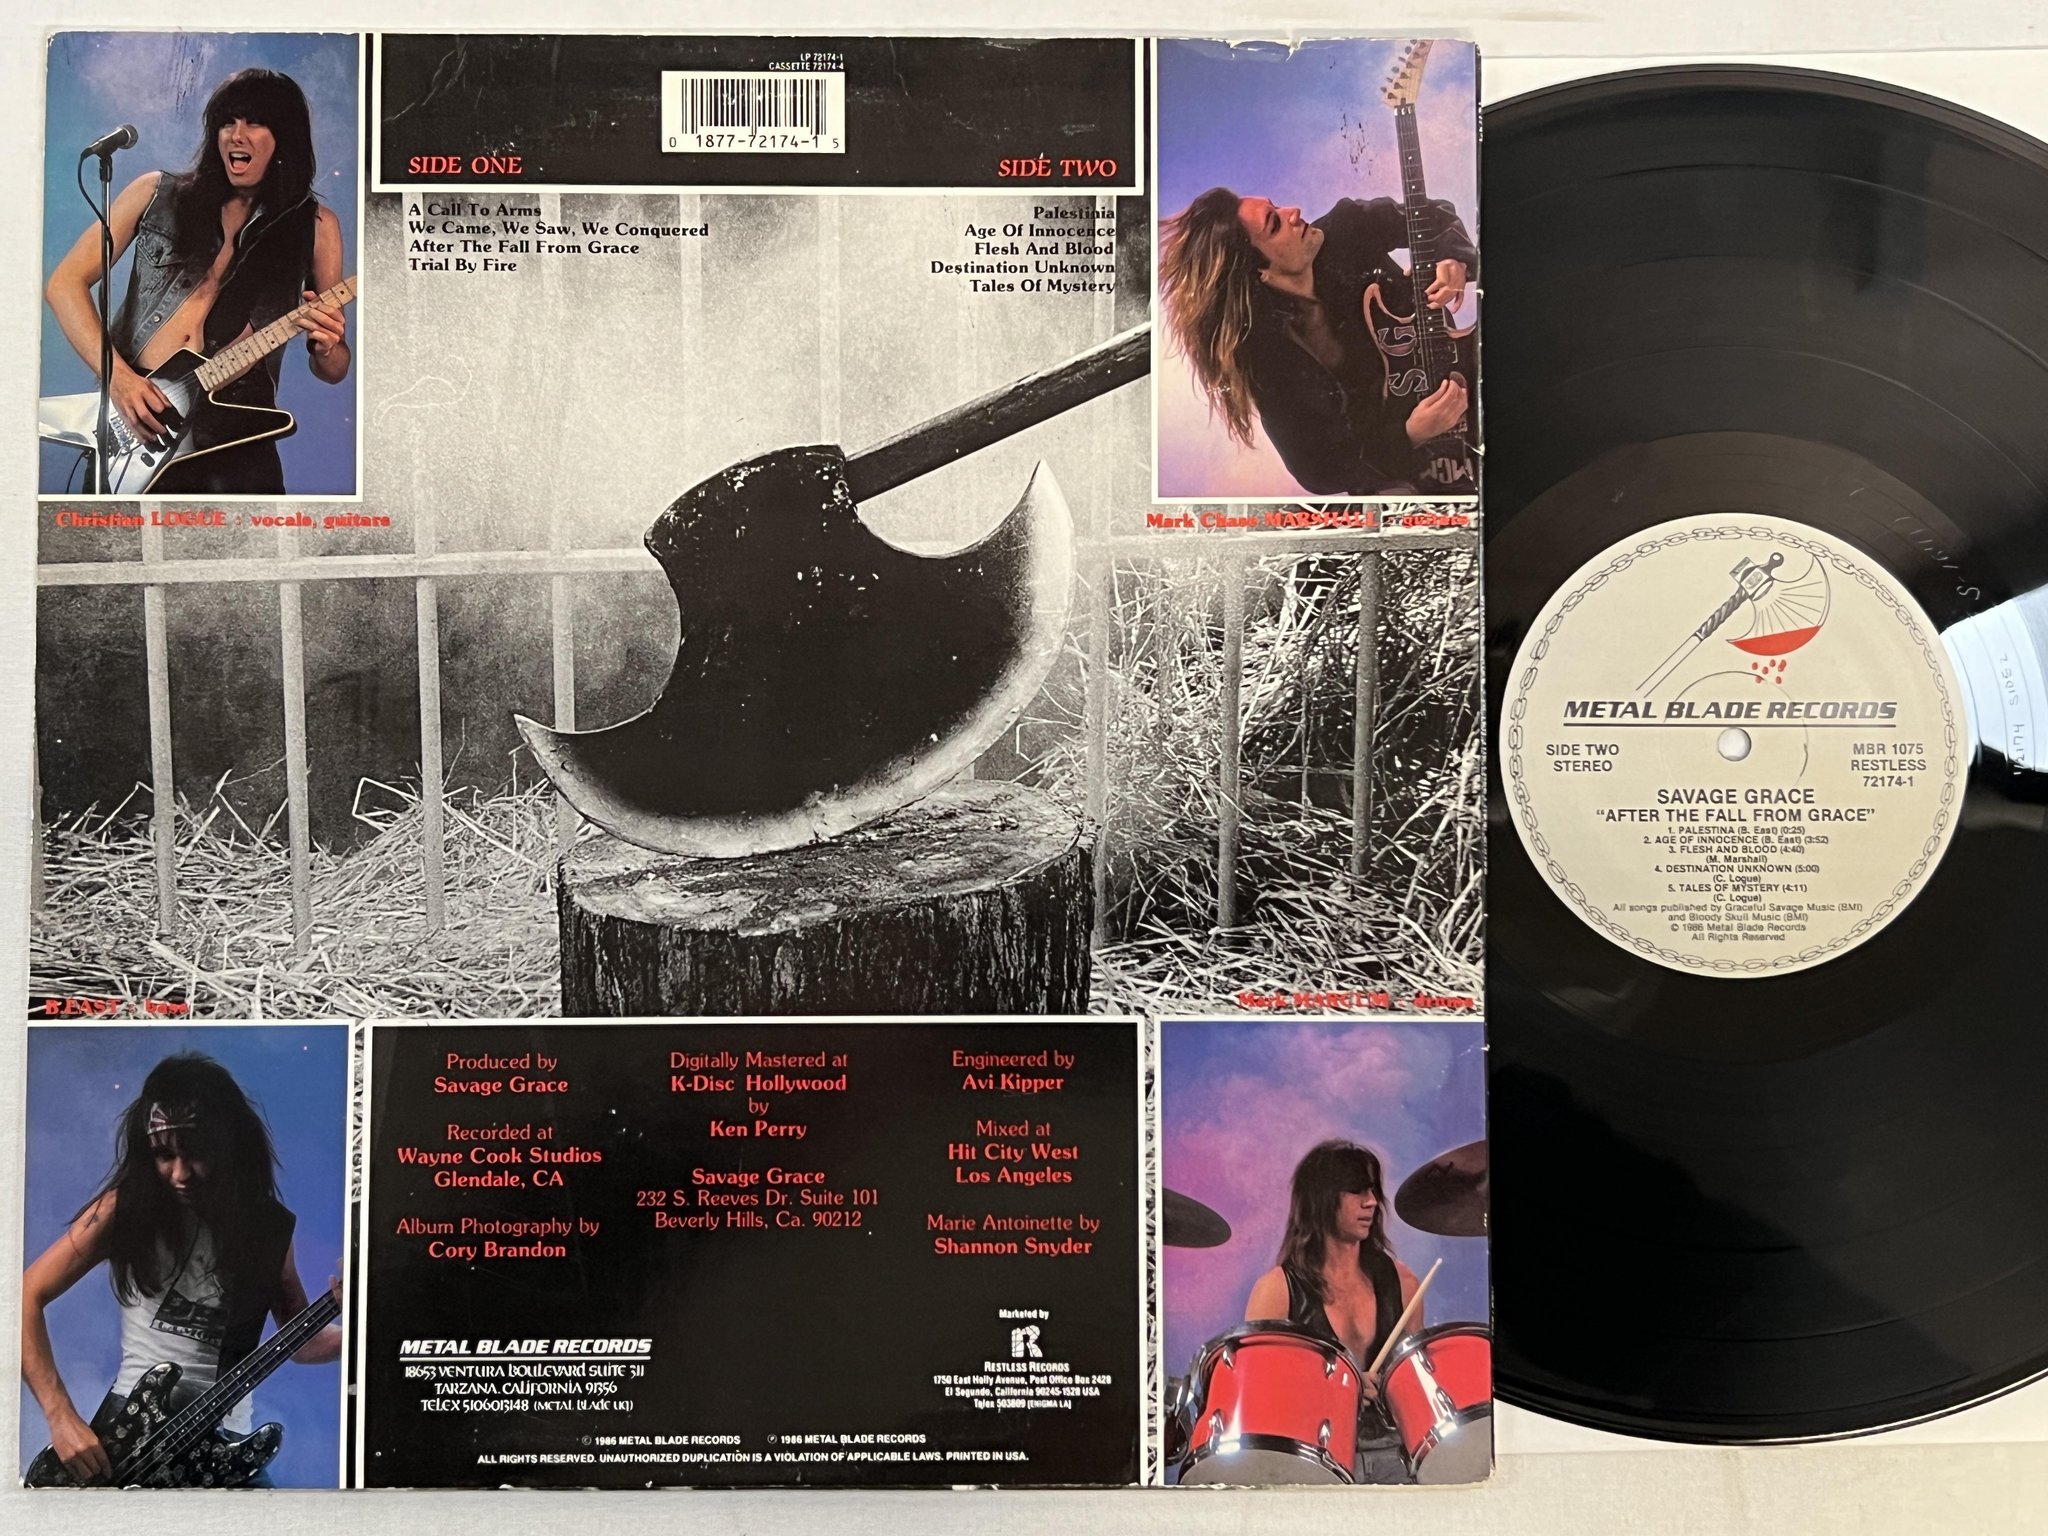 LP 72174-1
CASSETTE 72174-4
0 1877-72174-1 5
SIDE ONE
A Call To Arms
We Came, We Saw, We Conquered
After The Fall From Grace
Trial By Fire
SIDE TWO
Palestinia
Age Of Innocence
Flesh And Blood
Destination Unknown
Tales Of Mystery
SGC
MCM
Christian LOGUE : vocals, guitars
Mark Chase MARSHALL : guitars
B.EAST : bass
Mark MARCUM : drums
Produced by
Savage Grace
Recorded at
Wayne Cook Studios
Glendale, CA
Album Photography by
Cory Brandon
Digitally Mastered at
K-Disc Hollywood
by
Ken Perry
Savage Grace
232 S. Reeves Dr. Suite 101
Beverly Hills, Ca. 90212
Engineered by
Avi Kipper
Mixed at
Hit City West
Los Angeles
Marie Antoinette by
Shannon Snyder
METAL BLADE RECORDS
18653 VENTURA BOULEVARD SUITE 311
TARZANA, CALIFORNIA 91356
TELEX 5106013148 (METAL BLADE UQ)
Marketed by
R
RESTLESS RECORDS
1750 East Holly Avenue, Post Office Box 2428
El Segundo, California 90245-1528 USA
Telex 503809 [ENIGMA LA]
© 1986 METAL BLADE RECORDS ℗ 1986 METAL BLADE RECORDS
ALL RIGHTS RESERVED. UNAUTHORIZED DUPLICATION IS A VIOLATION OF APPLICABLE LAWS. PRINTED IN USA.
METAL BLADE RECORDS
SIDE TWO
STEREO
MBR 1075
RESTLESS
72174-1
SAVAGE GRACE
"AFTER THE FALL FROM GRACE"
1. PALESTINA (B. East) (0:25)
2. AGE OF INNOCENCE (B. East) (3:52)
3. FLESH AND BLOOD (4:40)
(M. Marshall)
4. DESTINATION UNKNOWN (5:00)
(C. Logue)
5. TALES OF MYSTERY (4:11)
(C. Logue)
All songs published by Graceful Savage Music (BMI)
and Bloody Skull Music (BMI)
© 1986 Metal Blade Records
All Rights Reserved
72174 SIDE 2